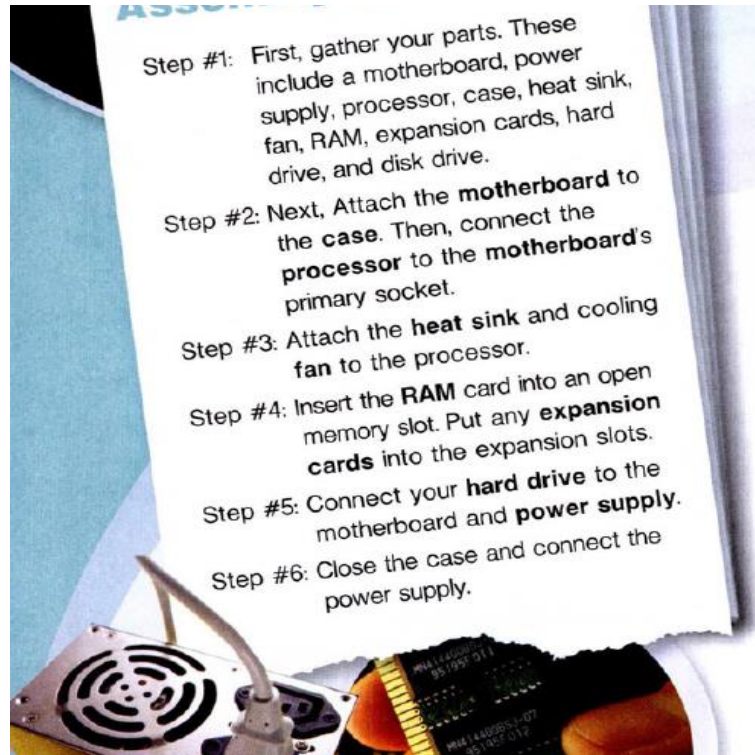 Step #1: First, gather your parts. These
include a motherboard, power
supply, processor, case, heat sink,
fan, RAM, expansion cards, hard
drive, and disk drive.
Step #2: Next, Attach the motherboard to
the case. Then, connect the
processor to the motherboard's
primary socket.
Step #3: Attach the heat sink and cooling
fan to the processor.
Step #4: Insert the RAM card into an open
memory slot. Put any expansion
cards into the expansion slots.
Step #5: Connect your hard drive to the
motherboard and power supply.
Step #6: Close the case and connect the
power supply.